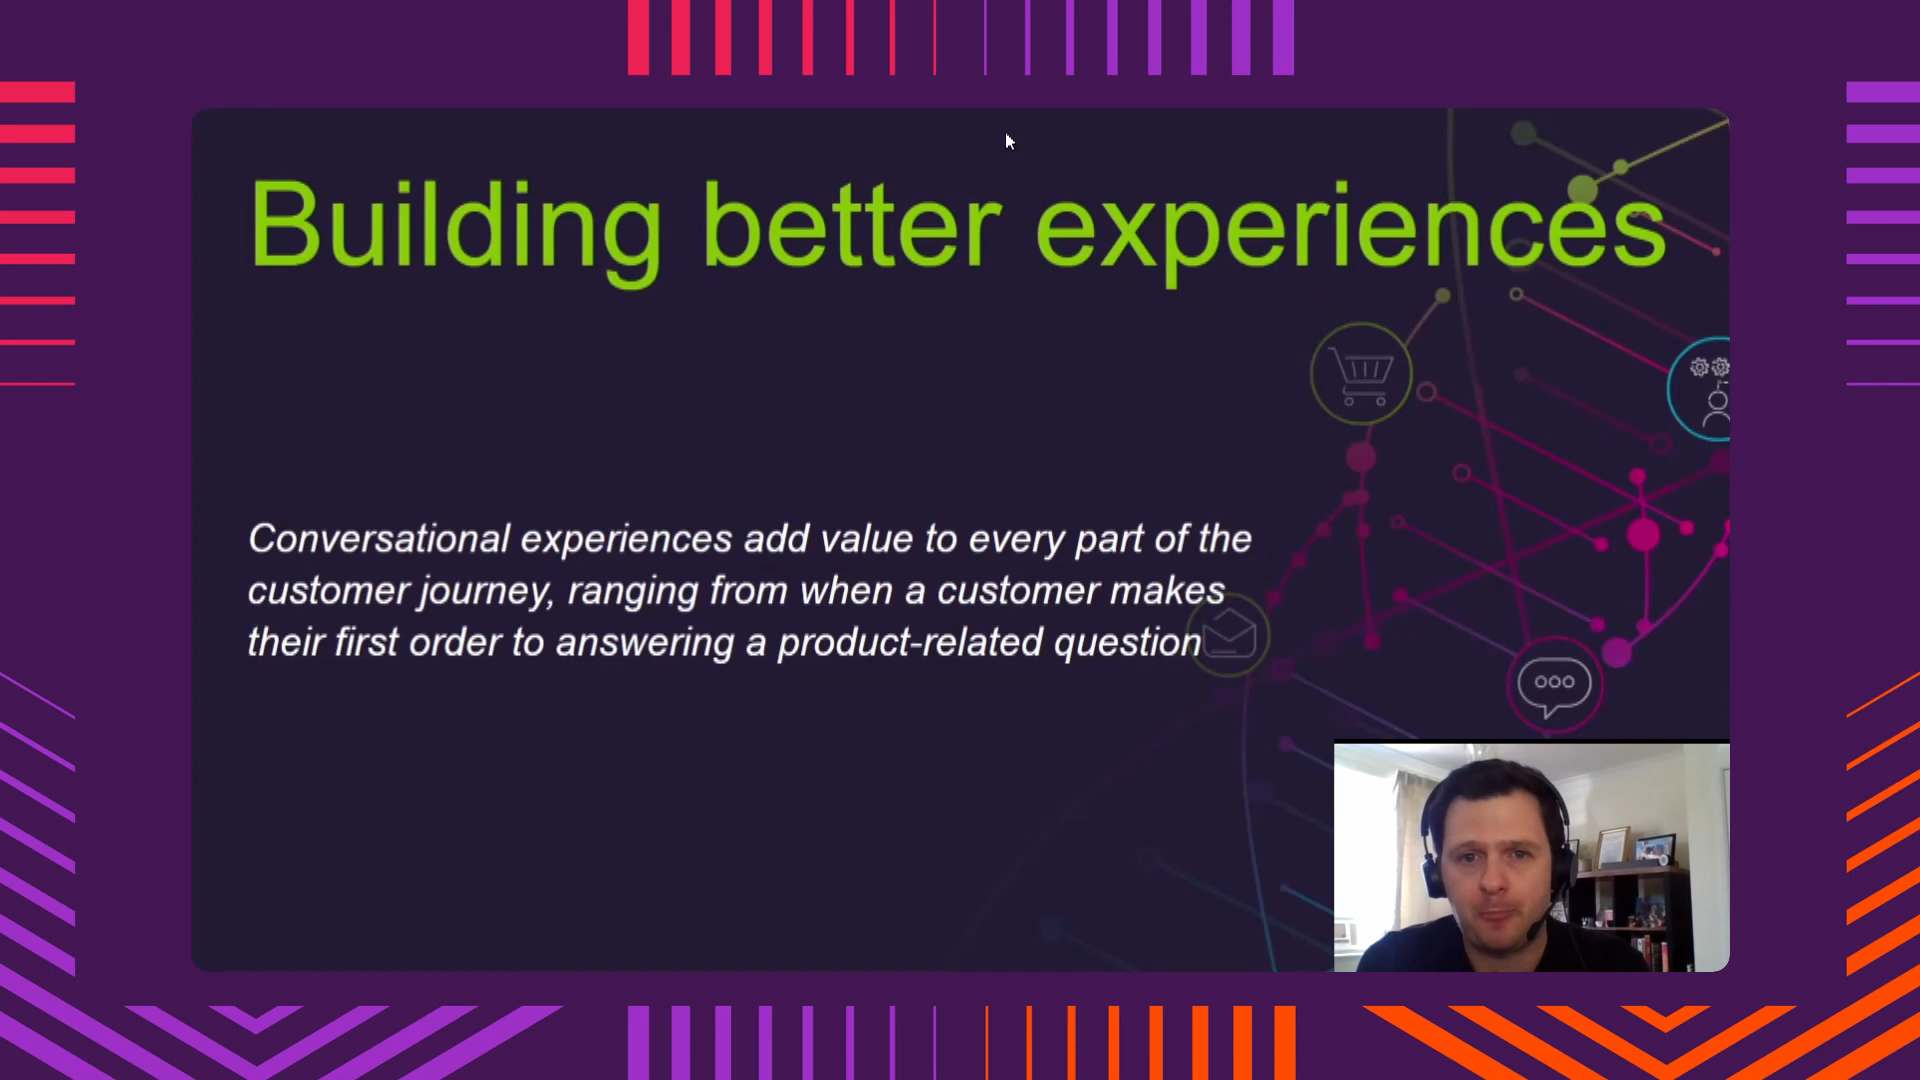 Building better experiences
Conversational experiences add value to every part of the
customer journey, ranging from when a customer makes
their first order to answering a product-related question